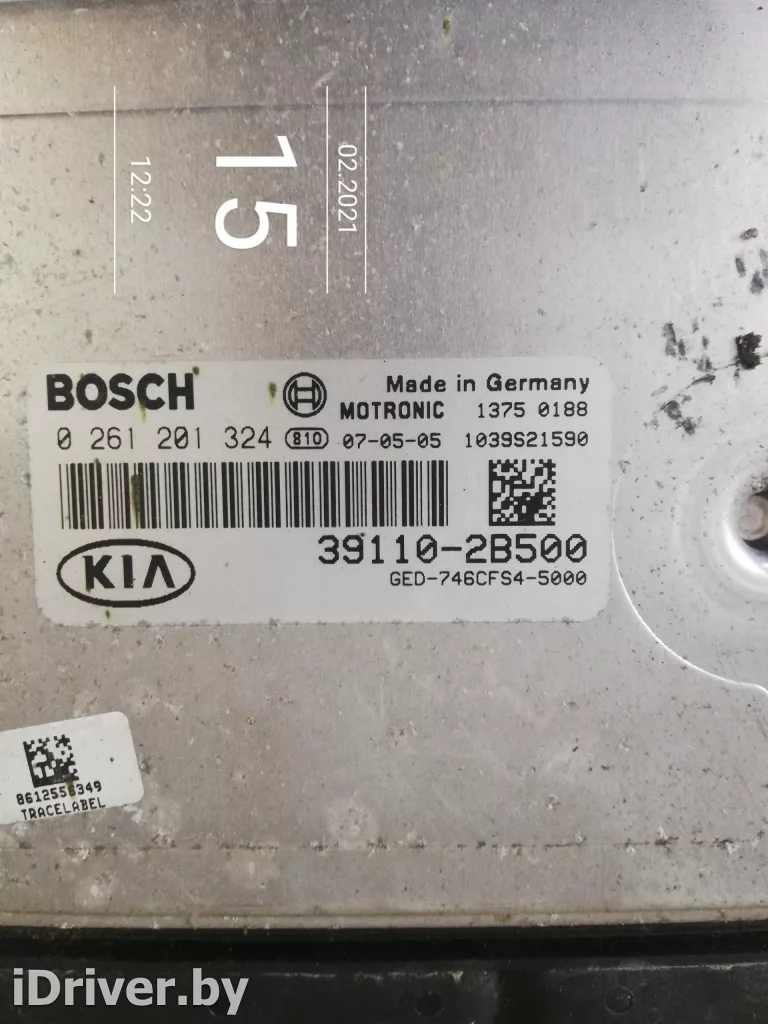 02.2021
15
12:22
BOSCH
Made in Germany
MOTRONIC 1375 0188
0 261 201 324 810 07-05-05 1039S21590
39110-2B500
KIA
GED-746CFS4-5000
8612556349
TRACELABEL
iDriver.by